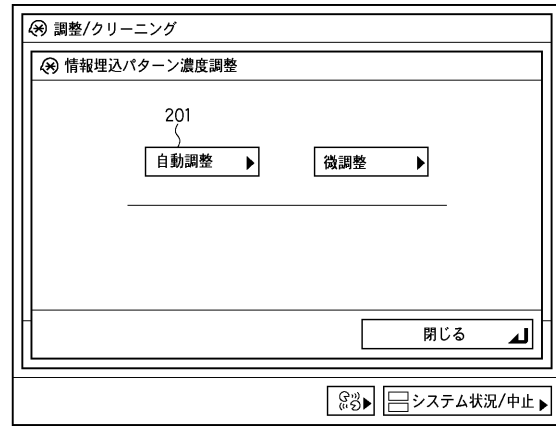 調整/クリーニング
情報埋込パターン濃度調整
201
自動調整
微調整
閉じる
システム状況/中止